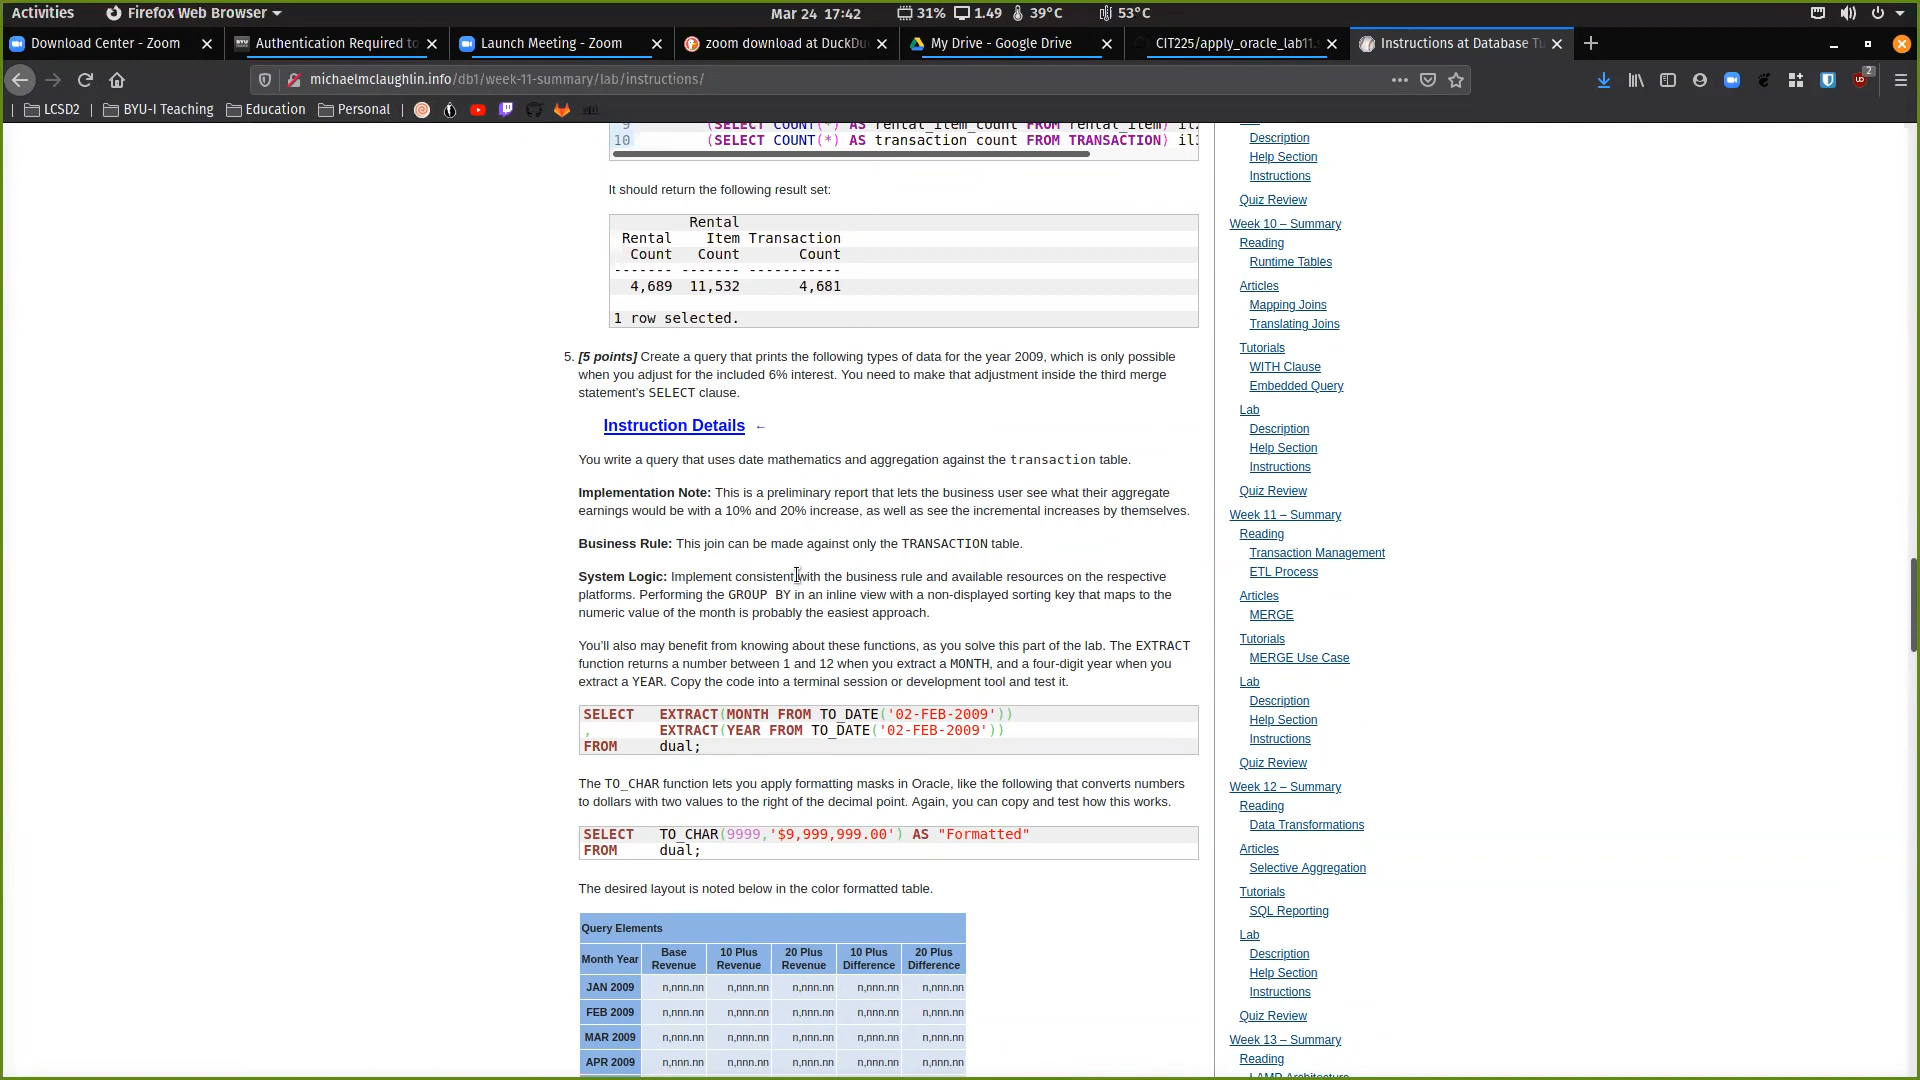 Activities Firefox Web Browser Mar 24 17:42 31% 1.49 39°C 53°C
Download Center - Zoom Authentication Required to Launch Meeting - Zoom zoom download at DuckDu My Drive - Google Drive CIT225/apply_oracle_lab11. Instructions at Database Tu
michaelmclaughlin.info/db1/week-11-summary/lab/instructions/ 2
LCSD2 BYU-I Teaching Education Personal
9 (SELECT COUNT(*) AS rental_item_count FROM rental_item) il2
10 (SELECT COUNT(*) AS transaction_count FROM TRANSACTION) il3
It should return the following result set:
Rental
Rental Item Transaction
Count Count Count
------- ------- -----------
4,689 11,532 4,681
1 row selected.
5. [5 points] Create a query that prints the following types of data for the year 2009, which is only possible
when you adjust for the included 6% interest. You need to make that adjustment inside the third merge
statement's SELECT clause.
Instruction Details ←
You write a query that uses date mathematics and aggregation against the transaction table.
Implementation Note: This is a preliminary report that lets the business user see what their aggregate
earnings would be with a 10% and 20% increase, as well as see the incremental increases by themselves.
Business Rule: This join can be made against only the TRANSACTION table.
System Logic: Implement consistent with the business rule and available resources on the respective
platforms. Performing the GROUP BY in an inline view with a non-displayed sorting key that maps to the
numeric value of the month is probably the easiest approach.
You'll also may benefit from knowing about these functions, as you solve this part of the lab. The EXTRACT
function returns a number between 1 and 12 when you extract a MONTH, and a four-digit year when you
extract a YEAR. Copy the code into a terminal session or development tool and test it.
SELECT EXTRACT(MONTH FROM TO_DATE('02-FEB-2009'))
, EXTRACT(YEAR FROM TO_DATE('02-FEB-2009'))
FROM dual;
The TO_CHAR function lets you apply formatting masks in Oracle, like the following that converts numbers
to dollars with two values to the right of the decimal point. Again, you can copy and test how this works.
SELECT TO_CHAR(9999,'$9,999,999.00') AS "Formatted"
FROM dual;
The desired layout is noted below in the color formatted table.
Query Elements
Month Year Base Revenue 10 Plus Revenue 20 Plus Revenue 10 Plus Difference 20 Plus Difference
JAN 2009 n,nnn.nn n,nnn.nn n,nnn.nn n,nnn.nn n,nnn.nn
FEB 2009 n,nnn.nn n,nnn.nn n,nnn.nn n,nnn.nn n,nnn.nn
MAR 2009 n,nnn.nn n,nnn.nn n,nnn.nn n,nnn.nn n,nnn.nn
APR 2009 n,nnn.nn n,nnn.nn n,nnn.nn n,nnn.nn n,nnn.nn
Description
Help Section
Instructions
Quiz Review
Week 10 – Summary
Reading
Runtime Tables
Articles
Mapping Joins
Translating Joins
Tutorials
WITH Clause
Embedded Query
Lab
Description
Help Section
Instructions
Quiz Review
Week 11 – Summary
Reading
Transaction Management
ETL Process
Articles
MERGE
Tutorials
MERGE Use Case
Lab
Description
Help Section
Instructions
Quiz Review
Week 12 – Summary
Reading
Data Transformations
Articles
Selective Aggregation
Tutorials
SQL Reporting
Lab
Description
Help Section
Instructions
Quiz Review
Week 13 – Summary
Reading
LAMP Architecture